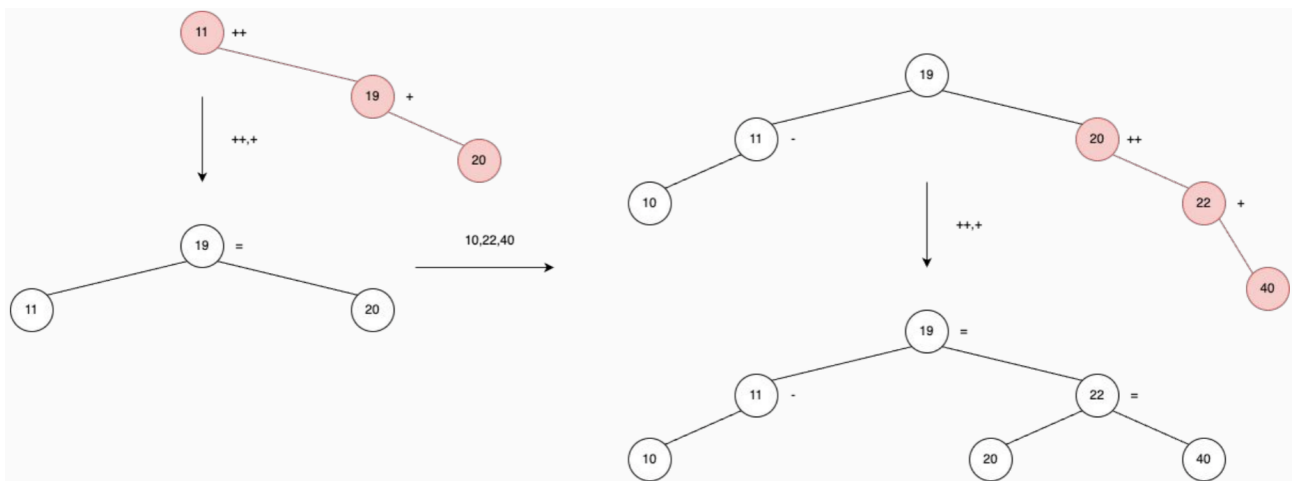 11 ++
19 +
++,+
20
19 =
10,22,40
11 20
19
11 - 20 ++
10 22 +
++,+
40
19 =
11 - 22 =
10 20 40